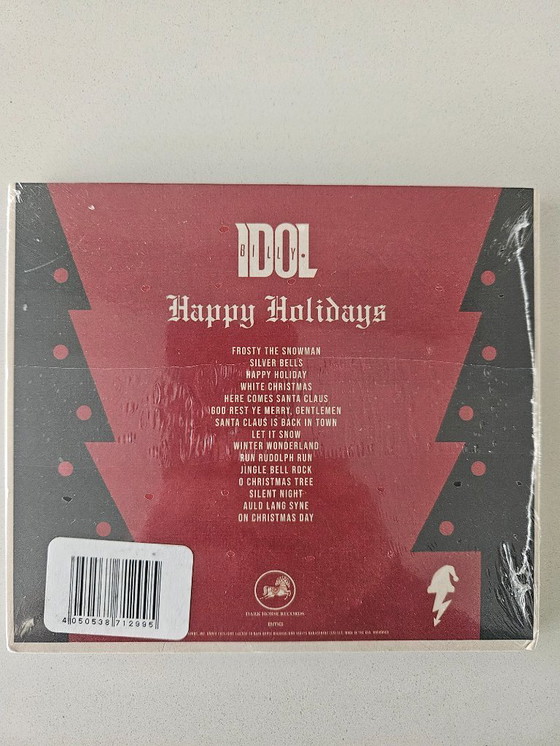 BILLY
IDOL
Happy Holidays
FROSTY THE SNOWMAN
SILVER BELLS
HAPPY HOLIDAY
WHITE CHRISTMAS
HERE COMES SANTA CLAUS
GOD REST YE MERRY, GENTLEMEN
SANTA CLAUS IS BACK IN TOWN
LET IT SNOW
WINTER WONDERLAND
RUN RUDOLPH RUN
JINGLE BELL ROCK
O CHRISTMAS TREE
SILENT NIGHT
AULD LANG SYNE
ON CHRISTMAS DAY
DARK HORSE RECORDS
BMG
4 050538 712995